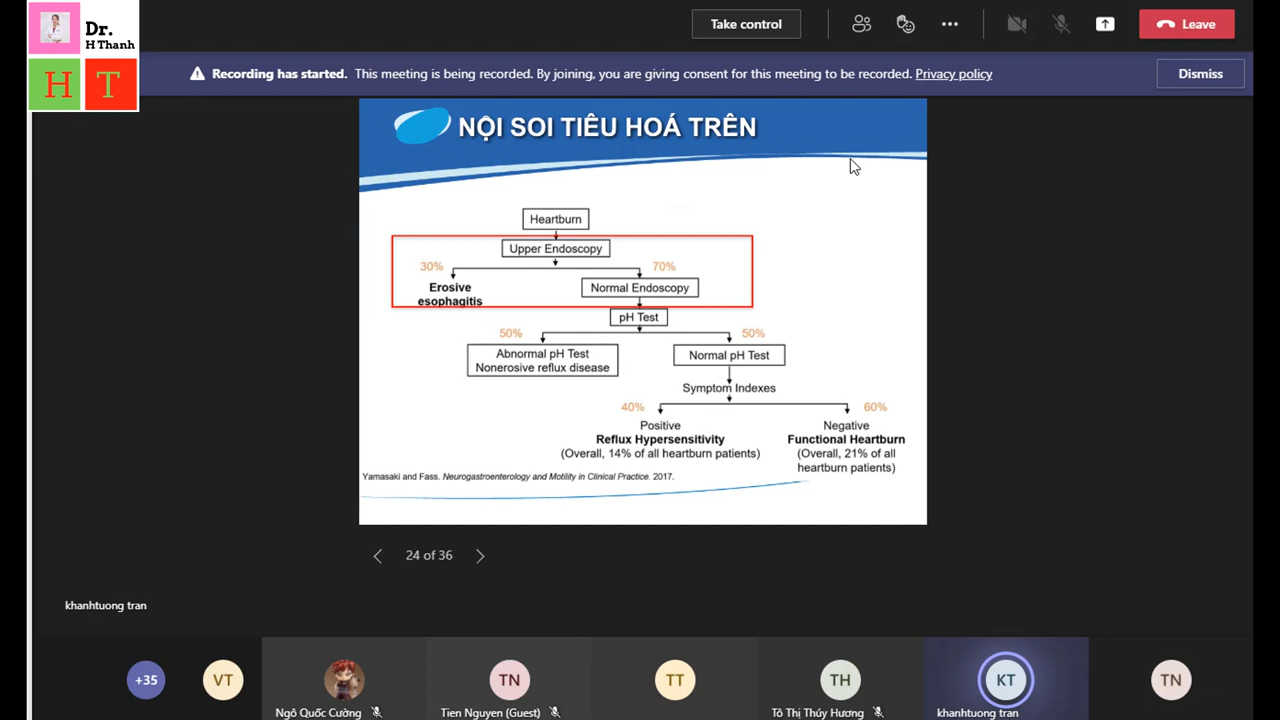 Dr.
H Thanh
H T
Take control
Leave
Recording has started. This meeting is being recorded. By joining, you are giving consent for this meeting to be recorded. Privacy policy
Dismiss
NỘI SOI TIÊU HOÁ TRÊN
Heartburn
Upper Endoscopy
30% 70%
Erosive
esophagitis
Normal Endoscopy
pH Test
50% 50%
Abnormal pH Test
Nonerosive reflux disease
Normal pH Test
Symptom Indexes
40% 60%
Positive
Reflux Hypersensitivity
(Overall, 14% of all heartburn patients)
Negative
Functional Heartburn
(Overall, 21% of all
heartburn patients)
Yamasaki and Fass. Neurogastroenterology and Motility in Clinical Practice. 2017.
24 of 36
khanhtuong tran
+35
VT
Ngô Quốc Cường
TN
Tien Nguyen (Guest)
TT
TH
Tô Thị Thúy Hương
KT
khanhtuong tran
TN